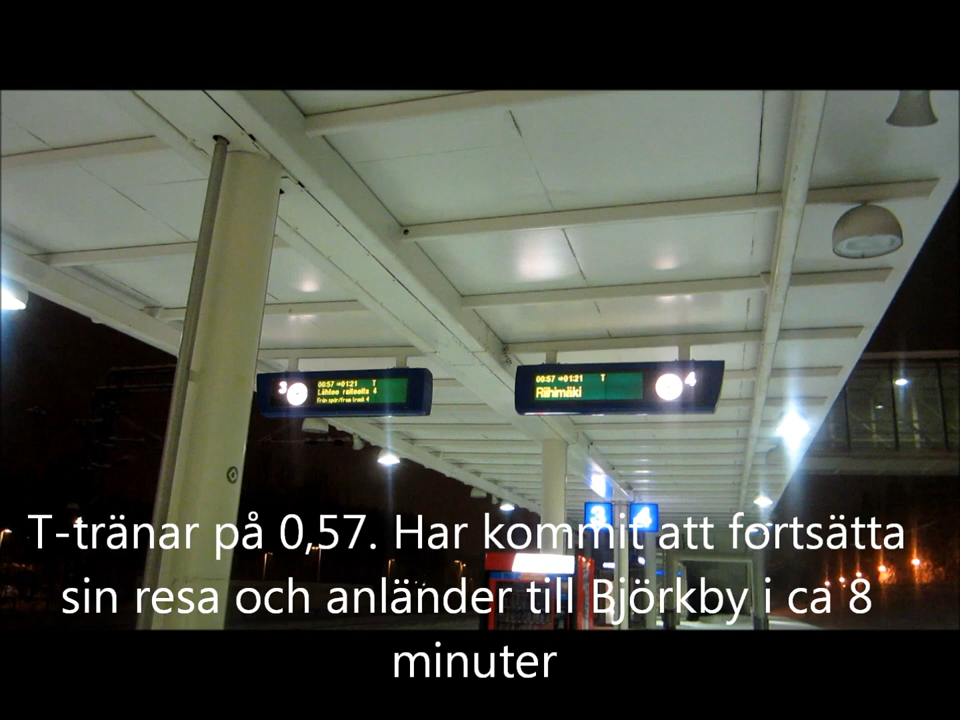 3
00:57 ⇒01:21 T
Lähtee raiteelta 4
Från spår/from track 4
00:57 ⇒01:21 T
Riihimäki
4
3 4
T-tränar på 0,57. Har kommit att fortsätta
sin resa och anländer till Björkby i ca 8
minuter